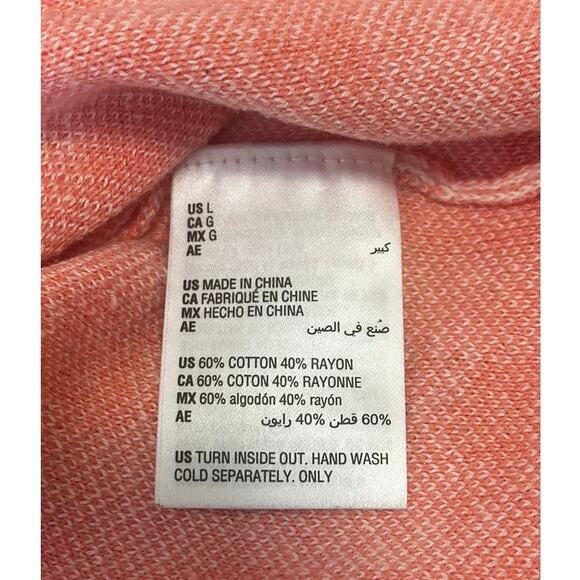 US L
CA G
MX G
AE كبير
US MADE IN CHINA
CA FABRIQUÉ EN CHINE
MX HECHO EN CHINA
AE صُنع في الصين
US 60% COTTON 40% RAYON
CA 60% COTON 40% RAYONNE
MX 60% algodón 40% rayón
AE 60% قطن 40% رايون
US TURN INSIDE OUT. HAND WASH
COLD SEPARATELY. ONLY